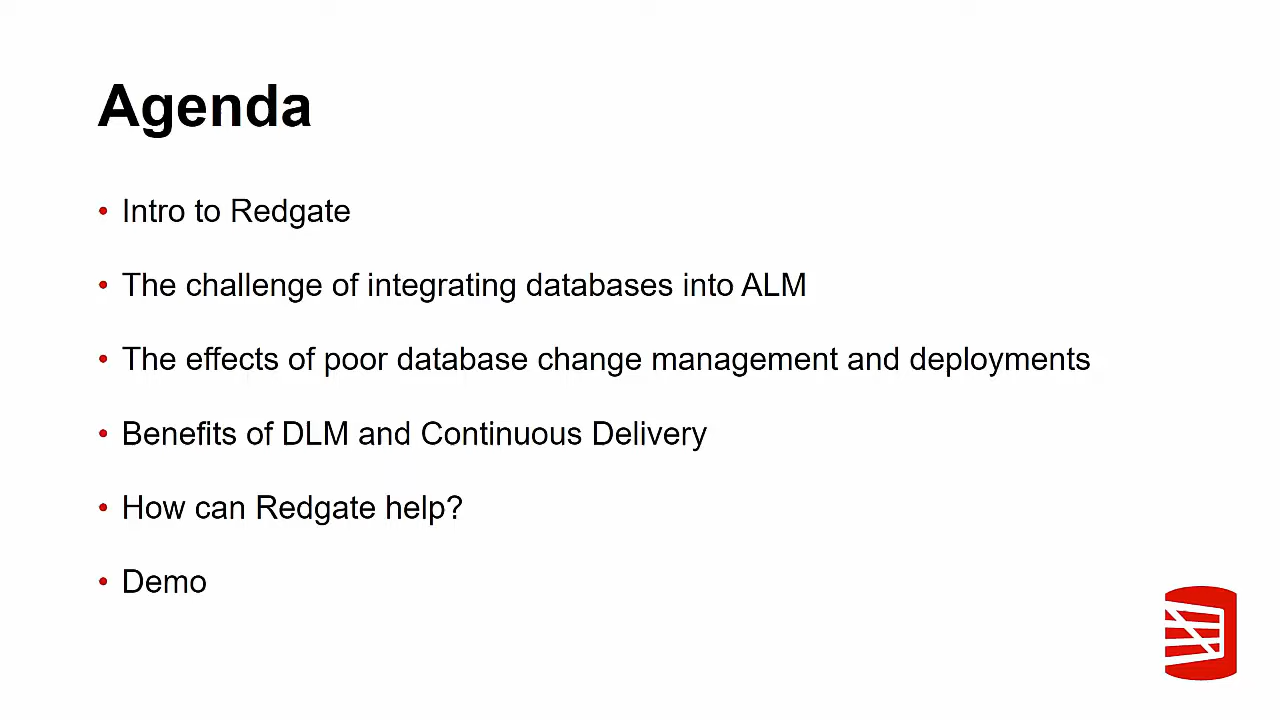 Agenda
• Intro to Redgate
• The challenge of integrating databases into ALM
• The effects of poor database change management and deployments
• Benefits of DLM and Continuous Delivery
• How can Redgate help?
• Demo